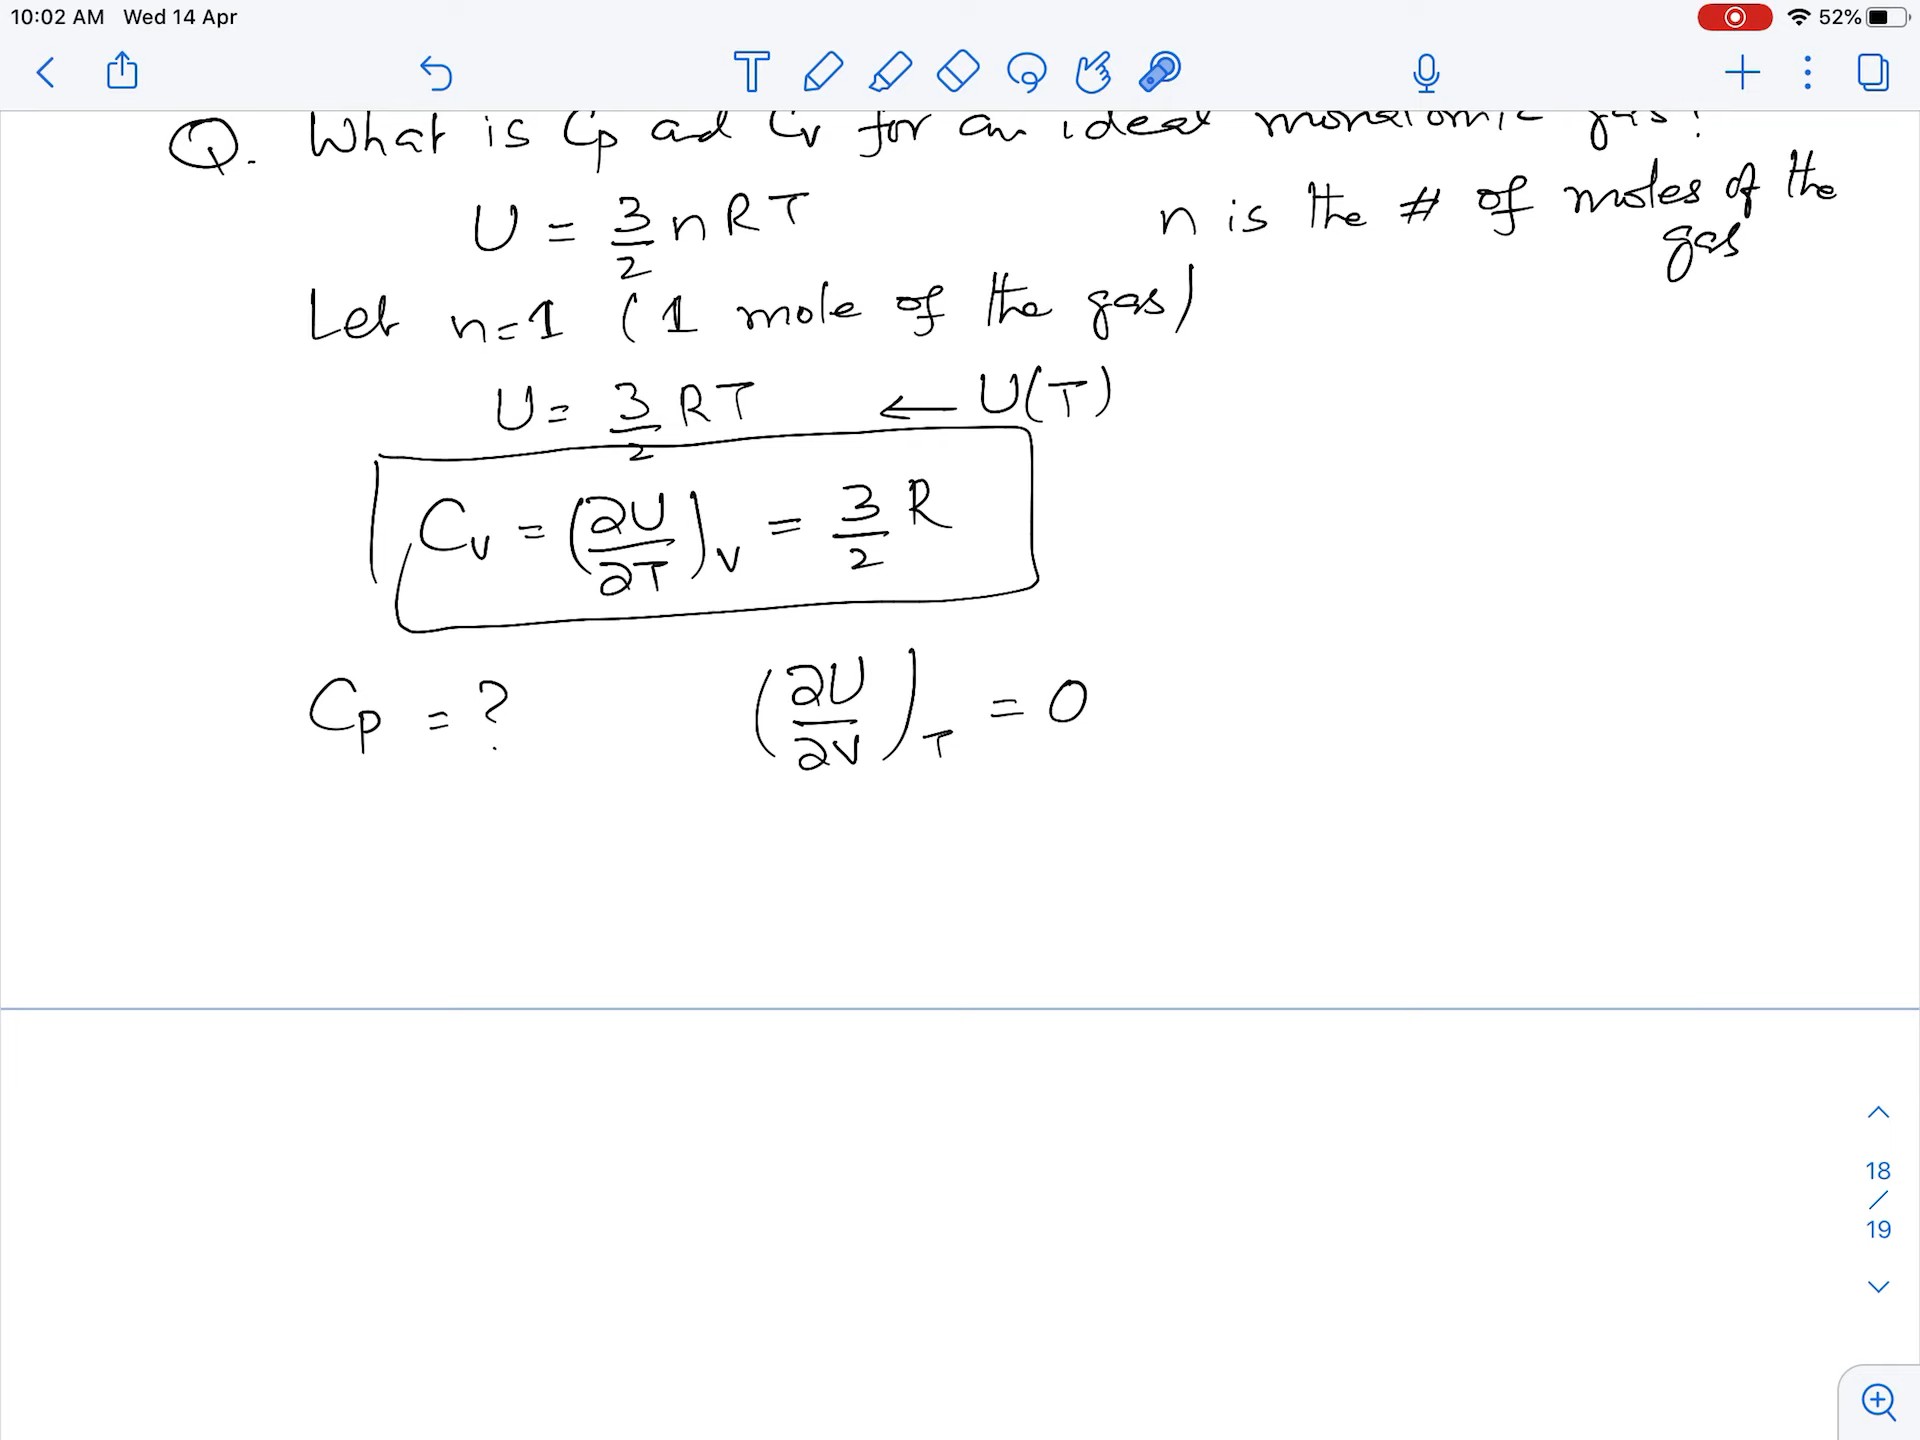 10:02 AM Wed 14 Apr 52%
T
Q. What is Cp and Cv for an ideal monatomic gas?
U = 3/2 n R T n is the # of moles of the gas
Let n=1 (1 mole of the gas)
U = 3/2 R T ← U(T)
Cv = (∂U/∂T)v = 3/2 R
Cp = ? (∂U/∂V)T = 0
18
/
19